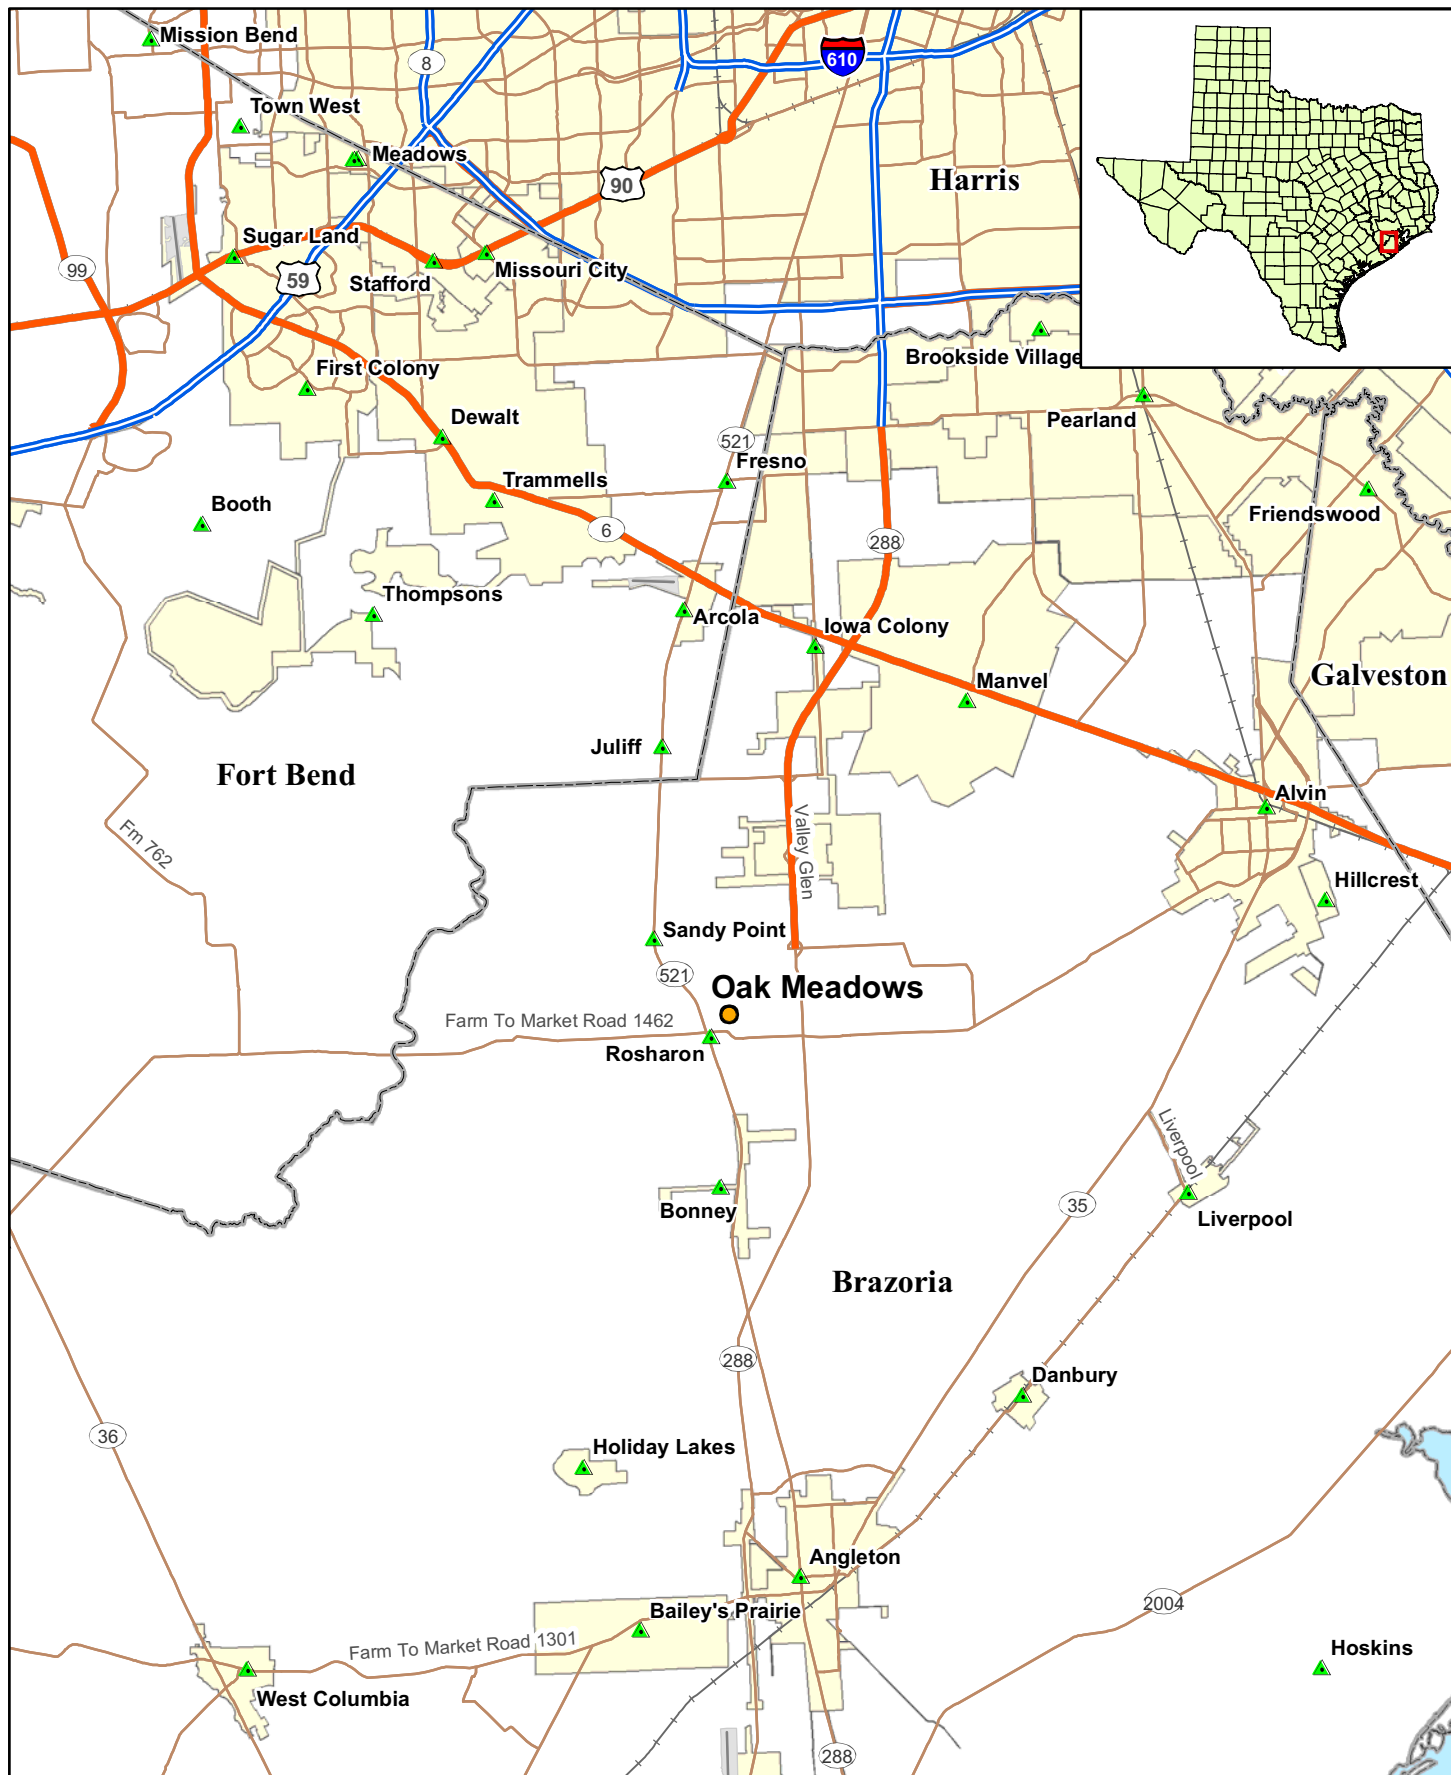 Mission Bend
8
610
Town West
Meadows
90
Harris
Sugar Land
99
59
Stafford
Missouri City
Brookside Village
First Colony
Dewalt
Pearland
521
Fresno
Trammells
Booth
Friendswood
6
288
Thompsons
Arcola
Iowa Colony
Galveston
Manvel
Juliff
Fort Bend
Alvin
Fm 762
Valley Glen
Hillcrest
Sandy Point
521
Oak Meadows
Farm To Market Road 1462
Rosharon
Liverpool
Bonney
35
Liverpool
Brazoria
288
Danbury
36
Holiday Lakes
Angleton
2004
Bailey's Prairie
Farm To Market Road 1301
Hoskins
West Columbia
288